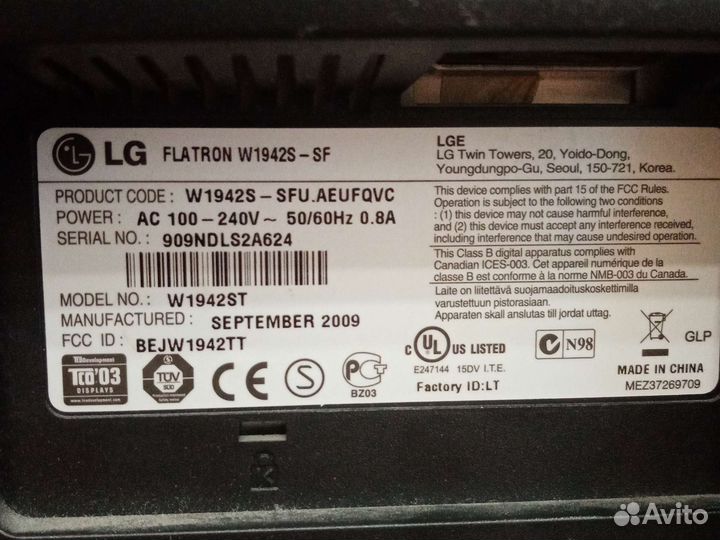 LG FLATRON W1942S-SF
PRODUCT CODE : W1942S-SFU.AEUFQVC
POWER : AC 100-240V~ 50/60Hz 0.8A
SERIAL NO. : 909NDLS2A624
MODEL NO. : W1942ST
MANUFACTURED : SEPTEMBER 2009
FCC ID : BEJW1942TT
TCO Development
TCO'03
DISPLAYS
www.tcodevelopment.com
TÜV
CE
S
PG
BZ03
LGE
LG Twin Towers, 20, Yoido-Dong,
Youngdungpo-Gu, Seoul, 150-721, Korea.
This device complies with part 15 of the FCC Rules.
Operation is subject to the following two conditions
: (1) this device may not cause harmful interference,
and (2) this device must accept any interference received,
including interference that may cause undesired operation.
This Class B digital apparatus complies with
Canadian ICES-003. Cet appareil numérique de la
classe B est conforme à la norme NMB-003 du Canada.
Laite on liitettävä suojamaadoituskoskettimilla
varustettuun pistorasiaan.
Apparaten skall anslutas till jordat uttag.
C UL US LISTED
E247144 15DV I.T.E.
Factory ID:LT
N98
GLP
MADE IN CHINA
MEZ37269709
Avito